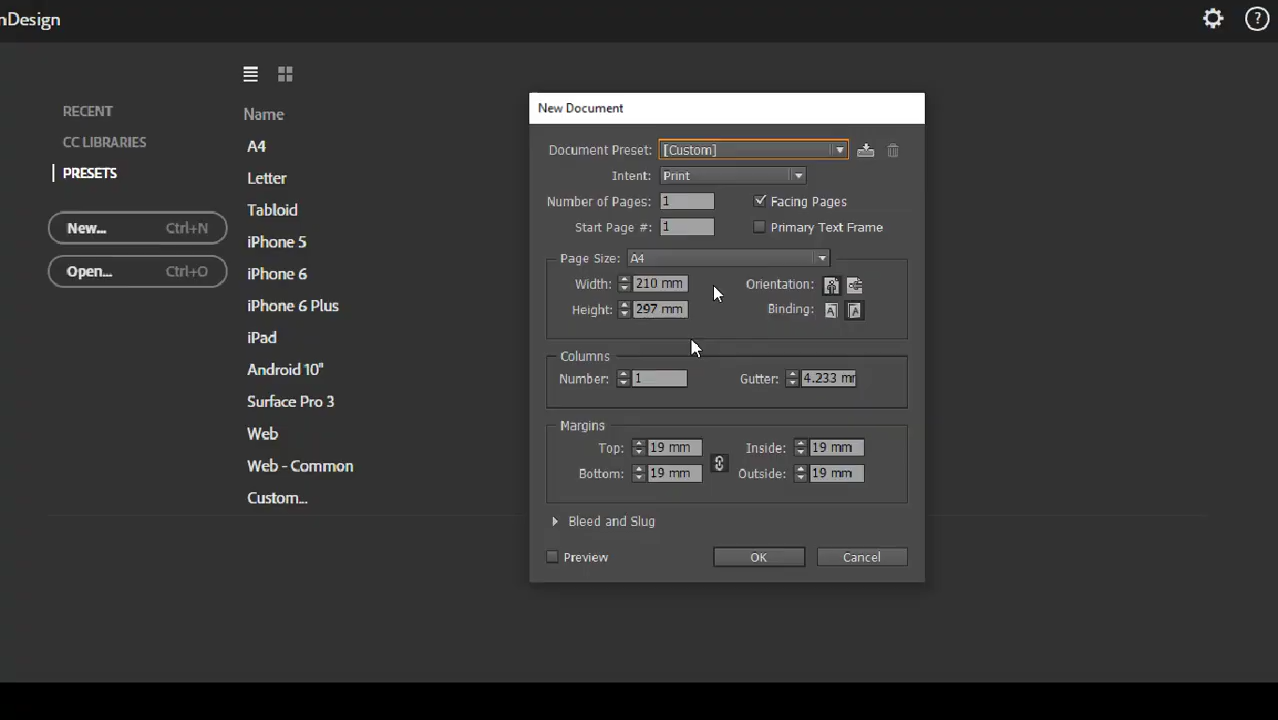 nDesign
RECENT
CC LIBRARIES
PRESETS
New... Ctrl+N
Open... Ctrl+O
Name
A4
Letter
Tabloid
iPhone 5
iPhone 6
iPhone 6 Plus
iPad
Android 10"
Surface Pro 3
Web
Web - Common
Custom...
New Document
Document Preset: [Custom]
Intent: Print
Number of Pages: 1 Facing Pages
Start Page #: 1 Primary Text Frame
Page Size: A4
Width: 210 mm Orientation:
Height: 297 mm Binding:
Columns
Number: 1 Gutter: 4.233 mm
Margins
Top: 19 mm Inside: 19 mm
Bottom: 19 mm Outside: 19 mm
Bleed and Slug
Preview OK Cancel